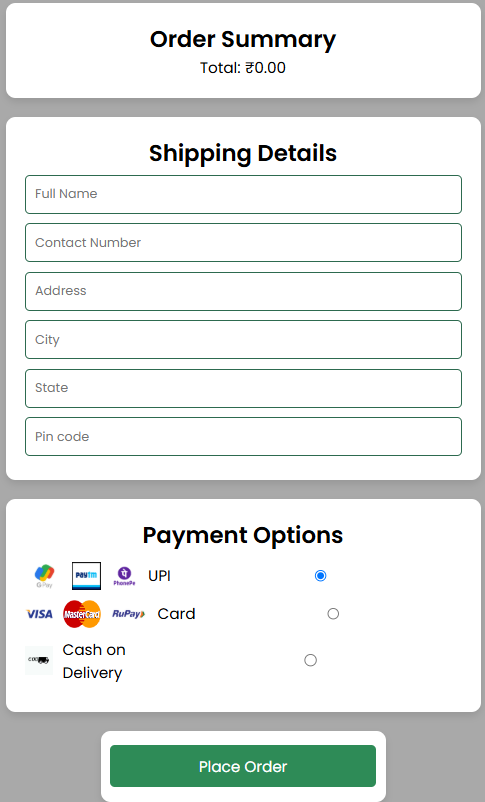 Order Summary
Total: ₹0.00
Shipping Details
Full Name
Contact Number
Address
City
State
Pin code
Payment Options
G Pay Paytm PhonePe UPI
VISA MasterCard RuPay Card
COD Cash on
Delivery
Place Order